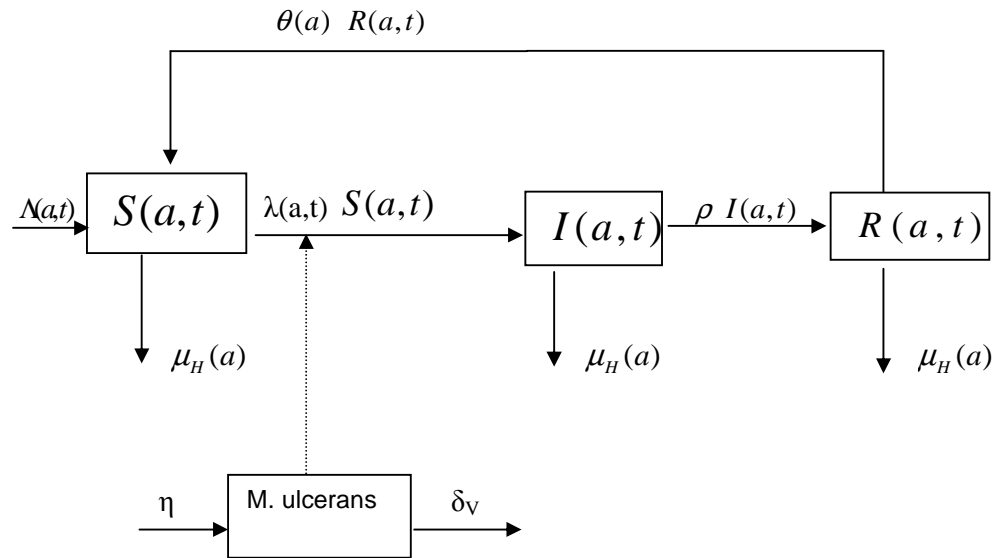 θ(a) R(a,t)
Λ(a,t)
S(a,t)
λ(a,t) S(a,t)
I(a,t)
ρ I(a,t)
R(a,t)
μ_H(a)
μ_H(a)
μ_H(a)
η
M. ulcerans
δ_V